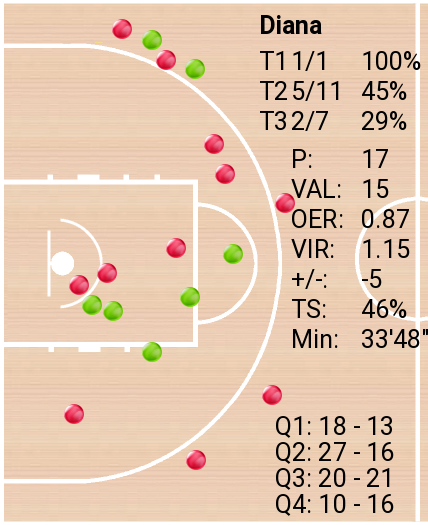 Diana
T1 1/1 100%
T2 5/11 45%
T3 2/7 29%
P: 17
VAL: 15
OER: 0.87
VIR: 1.15
+/-: -5
TS: 46%
Min: 33'48"
Q1: 18 - 13
Q2: 27 - 16
Q3: 20 - 21
Q4: 10 - 16